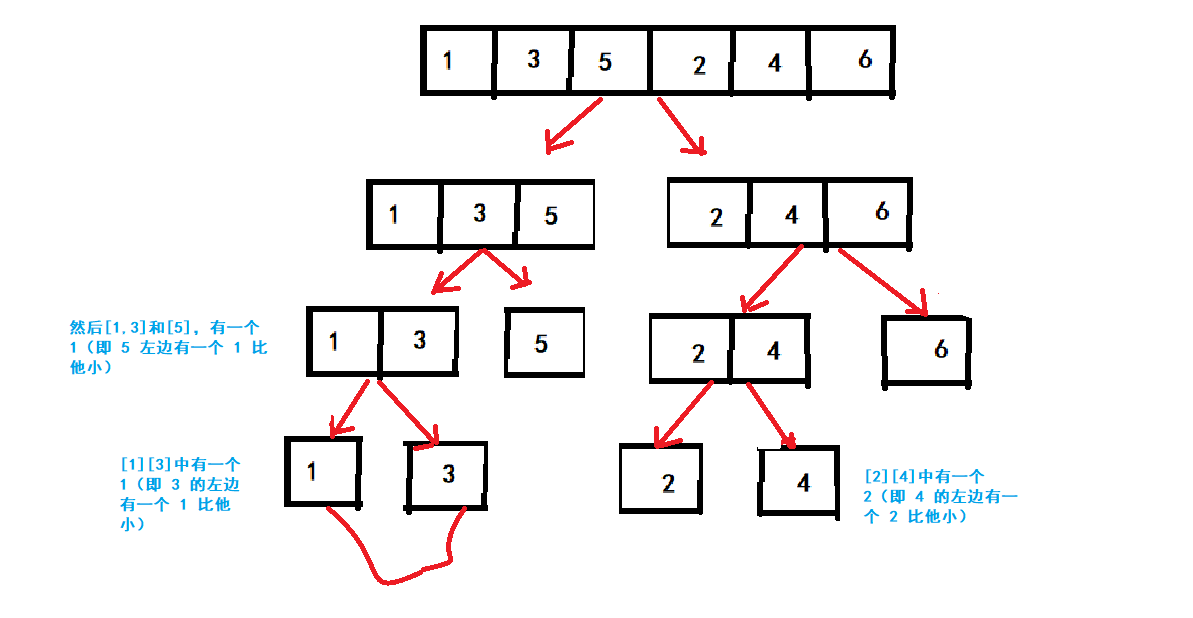 1 3 5 2 4 6
1 3 5
2 4 6
然后[1,3]和[5]，有一个
1（即 5 左边有一个 1 比
他小）
1 3
5
2 4
6
[1][3]中有一个
1（即 3 的左边
有一个 1 比他
小）
1
3
2
4
[2][4]中有一个
2（即 4 的左边有一
个 2 比他小）